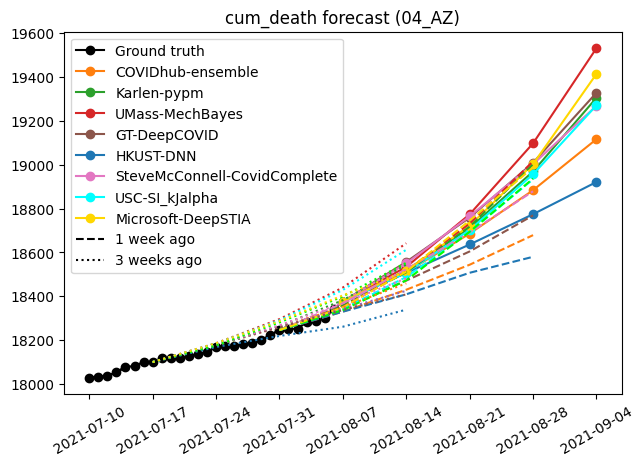 cum_death forecast (04_AZ)
19600
19400
19200
19000
18800
18600
18400
18200
18000
Ground truth
COVIDhub-ensemble
Karlen-pypm
UMass-MechBayes
GT-DeepCOVID
HKUST-DNN
SteveMcConnell-CovidComplete
USC-SI_kJalpha
Microsoft-DeepSTIA
1 week ago
3 weeks ago
2021-07-10
2021-07-17
2021-07-24
2021-07-31
2021-08-07
2021-08-14
2021-08-21
2021-08-28
2021-09-04